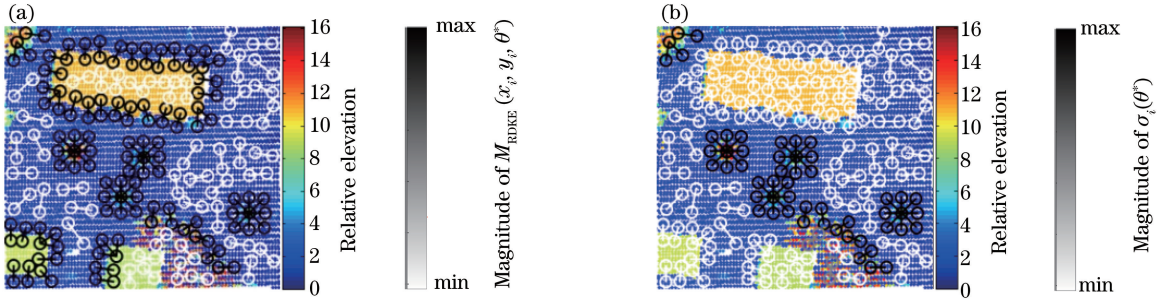 (a)
16
14
12
10
8
6
4
2
0
Relative elevation
max
min
Magnitude of M_RDKE (x_i, y_i, θ*)
(b)
16
14
12
10
8
6
4
2
0
Relative elevation
max
min
Magnitude of σ_i(θ*)